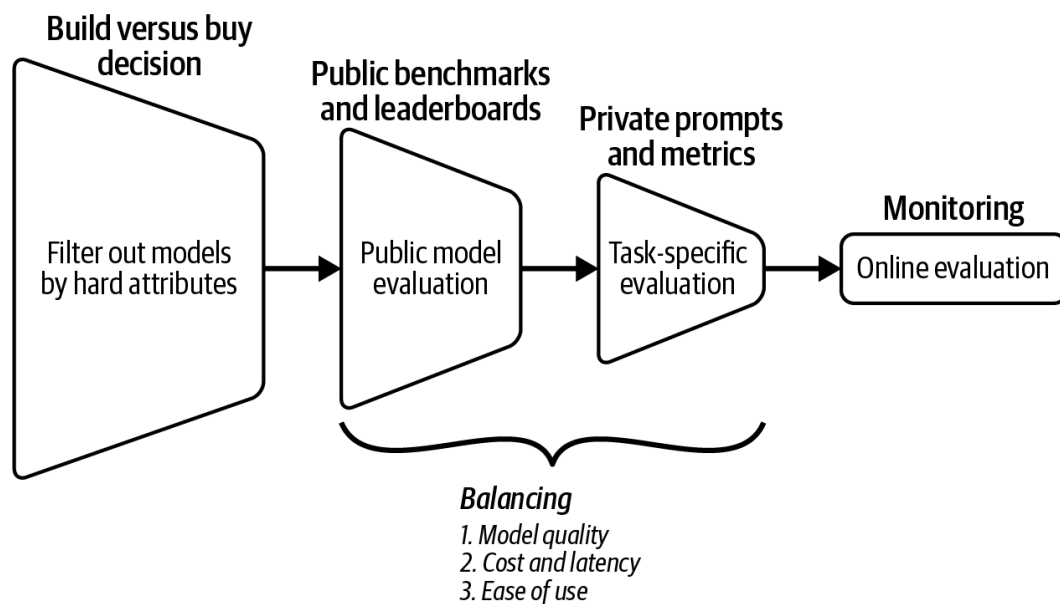 Build versus buy
decision
Filter out models
by hard attributes
Public benchmarks
and leaderboards
Public model
evaluation
Private prompts
and metrics
Task-specific
evaluation
Monitoring
Online evaluation
Balancing
1. Model quality
2. Cost and latency
3. Ease of use